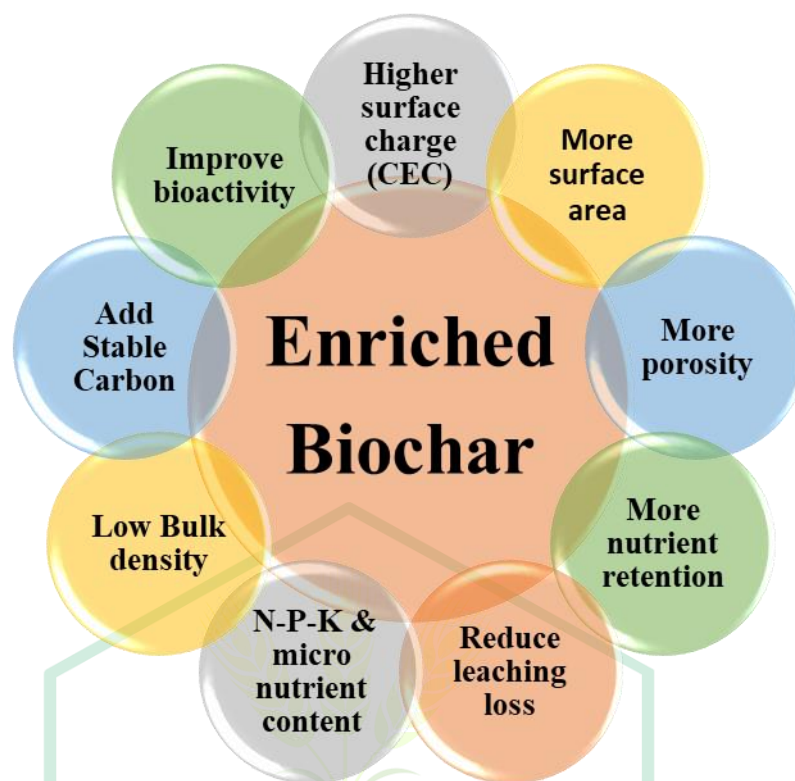 Higher
surface
charge
(CEC)
More
surface
area
More
porosity
More
nutrient
retention
Reduce
leaching
loss
N-P-K &
micro
nutrient
content
Low Bulk
density
Add
Stable
Carbon
Improve
bioactivity
Enriched
Biochar